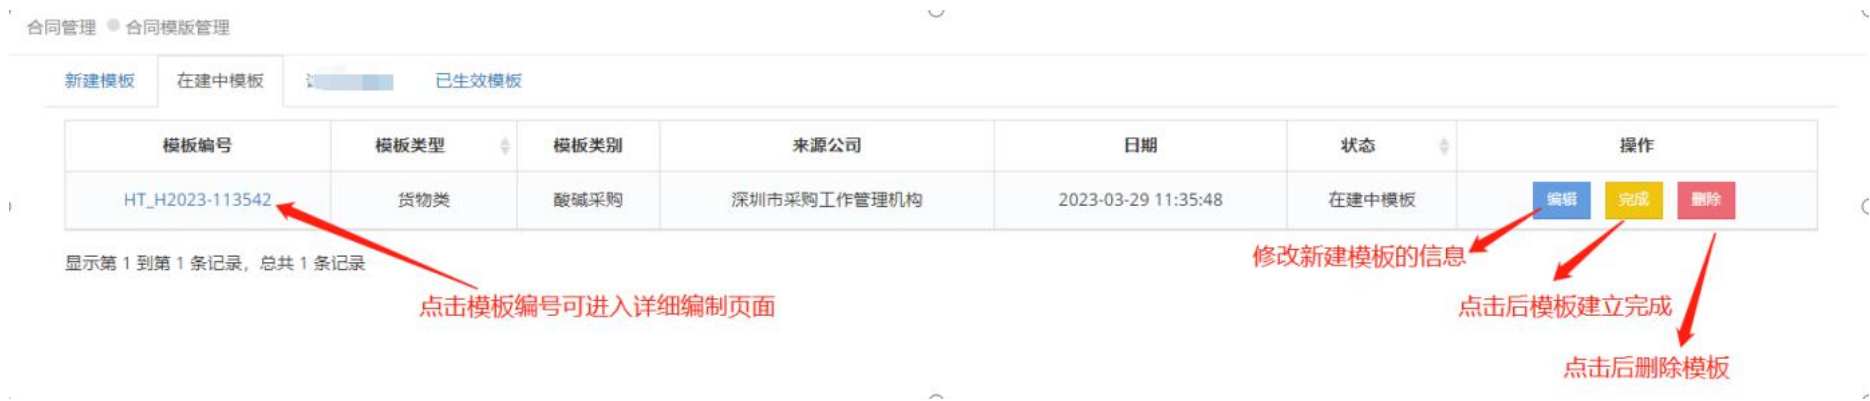 合同管理 合同模版管理
新建模板 在建中模板 已生效模板
模板编号 模板类型 模板类别 来源公司 日期 状态 操作
HT_H2023-113542 货物类 酸碱采购 深圳市采购工作管理机构 2023-03-29 11:35:48 在建中模板 编辑 完成 删除
显示第 1 到第 1 条记录，总共 1 条记录
修改新建模板的信息
点击模板编号可进入详细编制页面
点击后模板建立完成
点击后删除模板